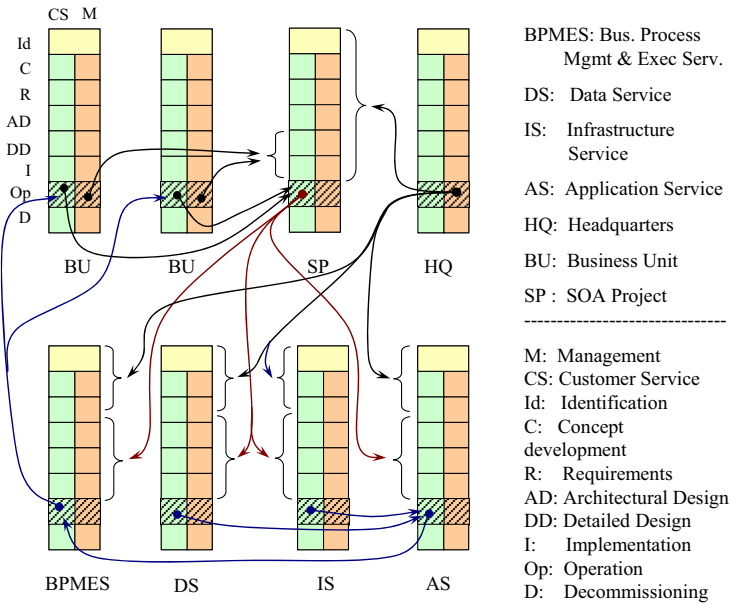 CS M
Id
C
R
AD
DD
I
Op
D
BU BU SP HQ
BPMES DS IS AS
BPMES: Bus. Process
Mgmt & Exec Serv.
DS: Data Service
IS: Infrastructure
Service
AS: Application Service
HQ: Headquarters
BU: Business Unit
SP : SOA Project
------------------------------
M: Management
CS: Customer Service
Id: Identification
C: Concept
development
R: Requirements
AD: Architectural Design
DD: Detailed Design
I: Implementation
Op: Operation
D: Decommissioning